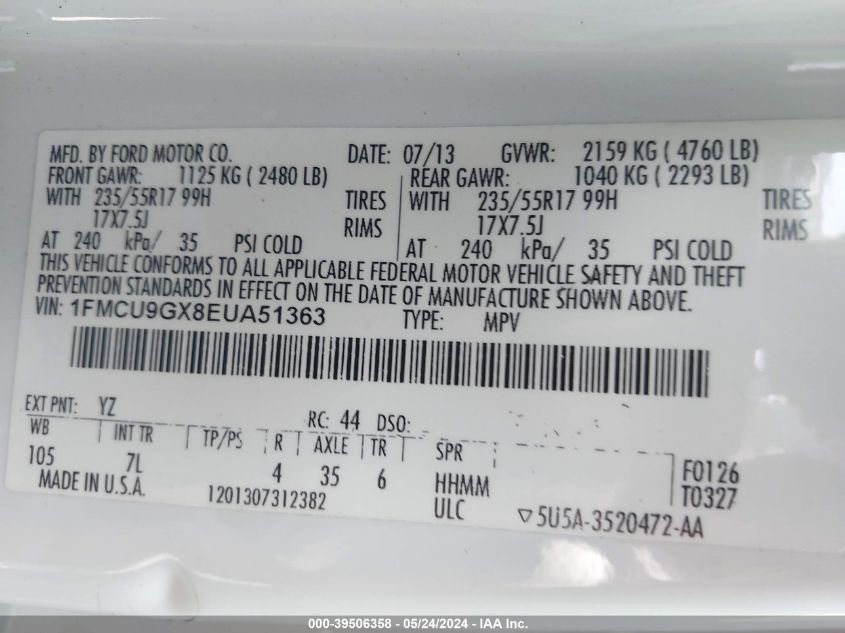 MFD. BY FORD MOTOR CO. DATE: 07/13 GVWR: 2159 KG ( 4760 LB)
FRONT GAWR: 1125 KG ( 2480 LB) REAR GAWR: 1040 KG ( 2293 LB)
WITH 235/55R17 99H TIRES WITH 235/55R17 99H TIRES
17X7.5J RIMS 17X7.5J RIMS
AT 240 kPa/ 35 PSI COLD AT 240 kPa/ 35 PSI COLD
THIS VEHICLE CONFORMS TO ALL APPLICABLE FEDERAL MOTOR VEHICLE SAFETY AND THEFT
PREVENTION STANDARDS IN EFFECT ON THE DATE OF MANUFACTURE SHOWN ABOVE.
VIN: 1FMCU9GX8EUA51363 TYPE: MPV
EXT PNT: YZ RC: 44 DSO:
WB INT TR TP/PS R AXLE TR SPR
105 7L 4 35 6 HHMM F0126
MADE IN U.S.A. 1201307312382 ULC T0327
5U5A-3520472-AA
000-39506358 - 05/24/2024 - IAA Inc.